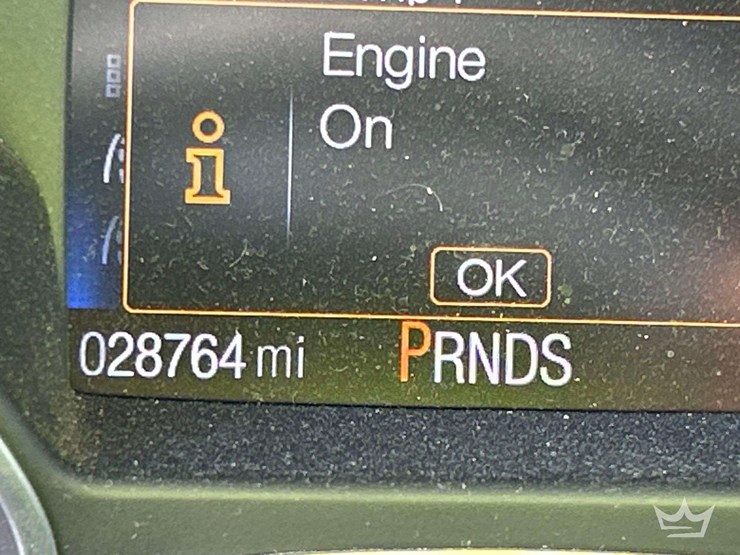 Engine
On
OK
028764 mi PRNDS